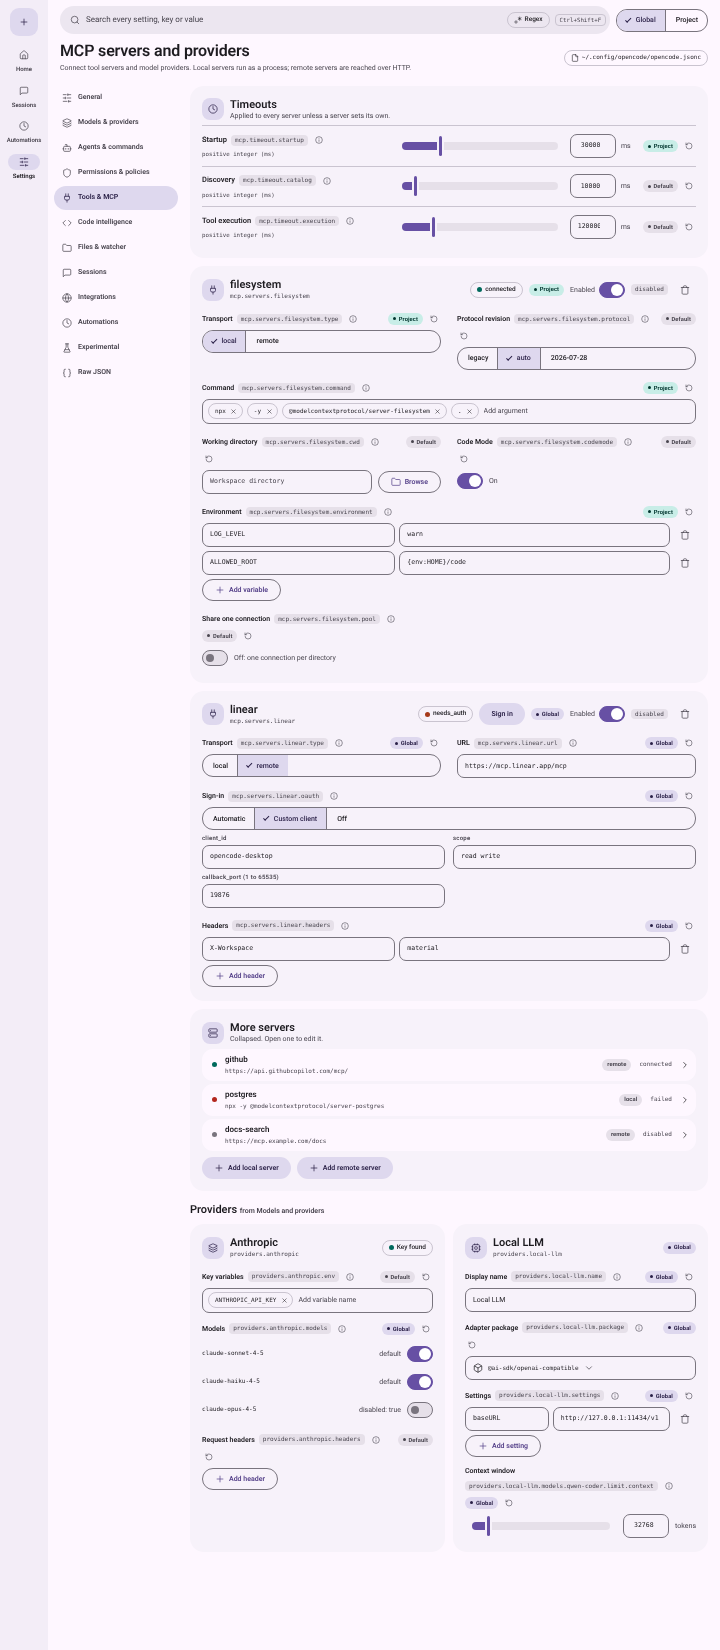 Search every setting, key or value
Regex
Ctrl+Shift+F
Global
Project
Home
Sessions
Automations
Settings
MCP servers and providers
Connect tool servers and model providers. Local servers run as a process; remote servers are reached over HTTP.
~/.config/opencode/opencode.jsonc
General
Models & providers
Agents & commands
Permissions & policies
Tools & MCP
Code intelligence
Files & watcher
Sessions
Integrations
Automations
Experimental
Raw JSON
Timeouts
Applied to every server unless a server sets its own.
Startup mcp.timeout.startup
positive integer (ms)
30000 ms Project
Discovery mcp.timeout.catalog
positive integer (ms)
10000 ms Default
Tool execution mcp.timeout.execution
positive integer (ms)
120000 ms Default
filesystem
mcp.servers.filesystem
connected Project Enabled disabled
Transport mcp.servers.filesystem.type Project
local remote
Protocol revision mcp.servers.filesystem.protocol Default
legacy auto 2026-07-28
Command mcp.servers.filesystem.command Project
npx -y @modelcontextprotocol/server-filesystem . Add argument
Working directory mcp.servers.filesystem.cwd Default
Workspace directory Browse
Code Mode mcp.servers.filesystem.codemode Default
On
Environment mcp.servers.filesystem.environment Project
LOG_LEVEL warn
ALLOWED_ROOT {env:HOME}/code
Add variable
Share one connection mcp.servers.filesystem.pool
Default
Off: one connection per directory
linear
mcp.servers.linear
needs_auth Sign in Global Enabled disabled
Transport mcp.servers.linear.type Global
local remote
URL mcp.servers.linear.url Global
https://mcp.linear.app/mcp
Sign-in mcp.servers.linear.oauth Global
Automatic Custom client Off
client_id
opencode-desktop
scope
read write
callback_port (1 to 65535)
19876
Headers mcp.servers.linear.headers Global
X-Workspace material
Add header
More servers
Collapsed. Open one to edit it.
github
https://api.githubcopilot.com/mcp/
remote connected
postgres
npx -y @modelcontextprotocol/server-postgres
local failed
docs-search
https://mcp.example.com/docs
remote disabled
Add local server Add remote server
Providers from Models and providers
Anthropic
providers.anthropic
Key found
Key variables providers.anthropic.env Default
ANTHROPIC_API_KEY Add variable name
Models providers.anthropic.models Global
claude-sonnet-4-5 default
claude-haiku-4-5 default
claude-opus-4-5 disabled: true
Request headers providers.anthropic.headers Default
Add header
Local LLM
providers.local-llm
Global
Display name providers.local-llm.name Global
Local LLM
Adapter package providers.local-llm.package Global
@ai-sdk/openai-compatible
Settings providers.local-llm.settings Global
baseURL http://127.0.0.1:11434/v1
Add setting
Context window
providers.local-llm.models.qwen-coder.limit.context
Global
32768 tokens